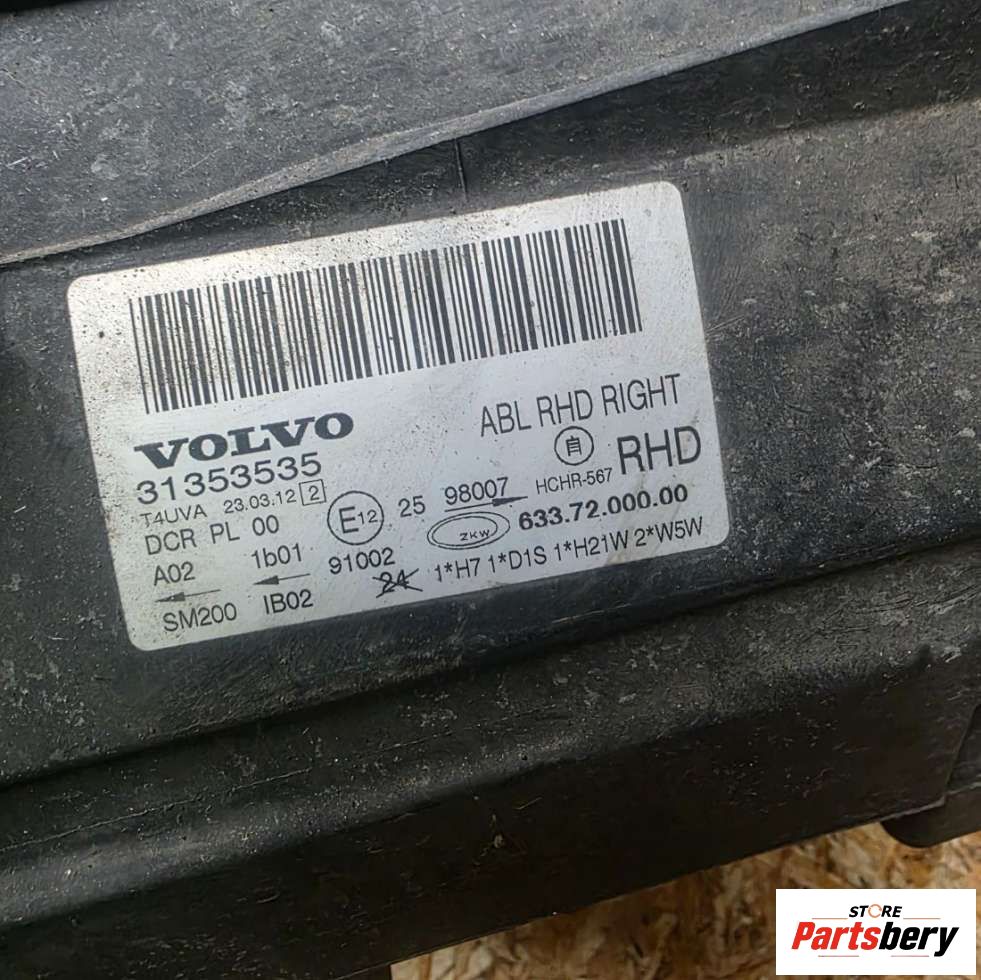 VOLVO
ABL RHD RIGHT
31353535
自
RHD
T4UVA 23.03.12 2
E12
25 98007
HCHR-567
DCR PL 00
ZKW
633.72.000.00
A02 1b01 91002
24 1*H7 1*D1S 1*H21W 2*W5W
SM200 IB02
STORE
Partsbery